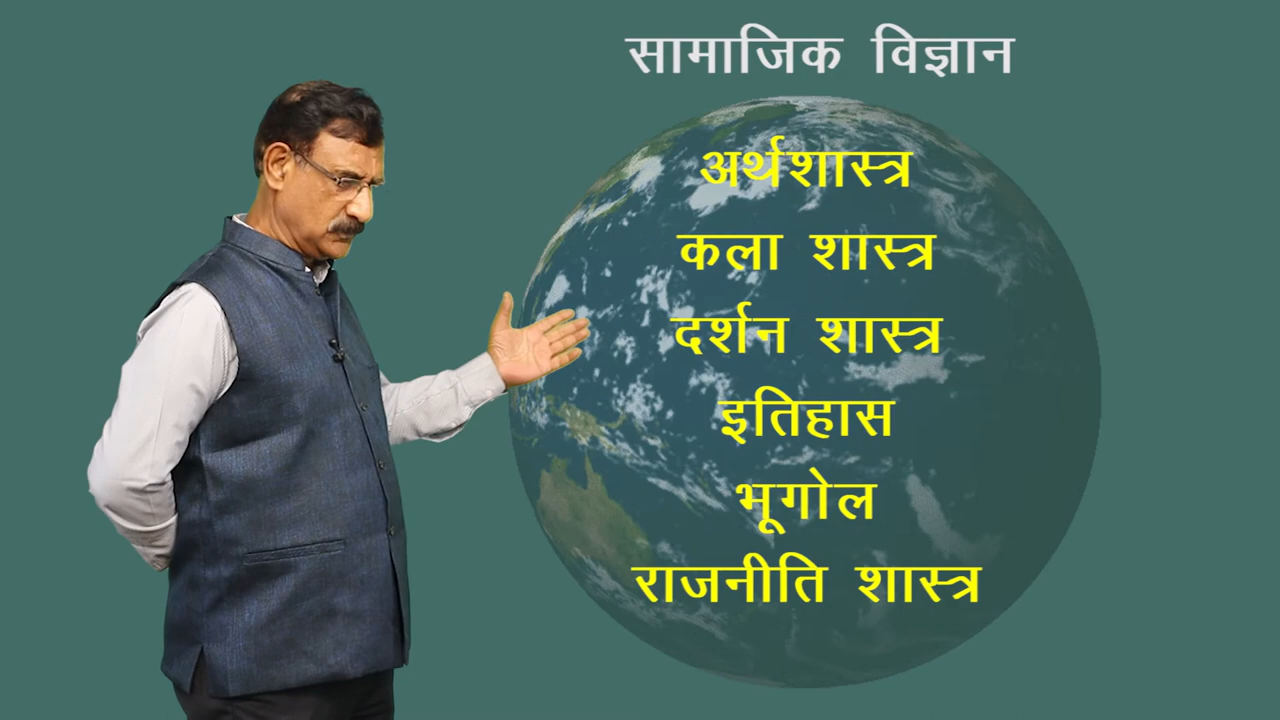 सामाजिक विज्ञान
अर्थशास्त्र
कला शास्त्र
दर्शन शास्त्र
इतिहास
भूगोल
राजनीति शास्त्र